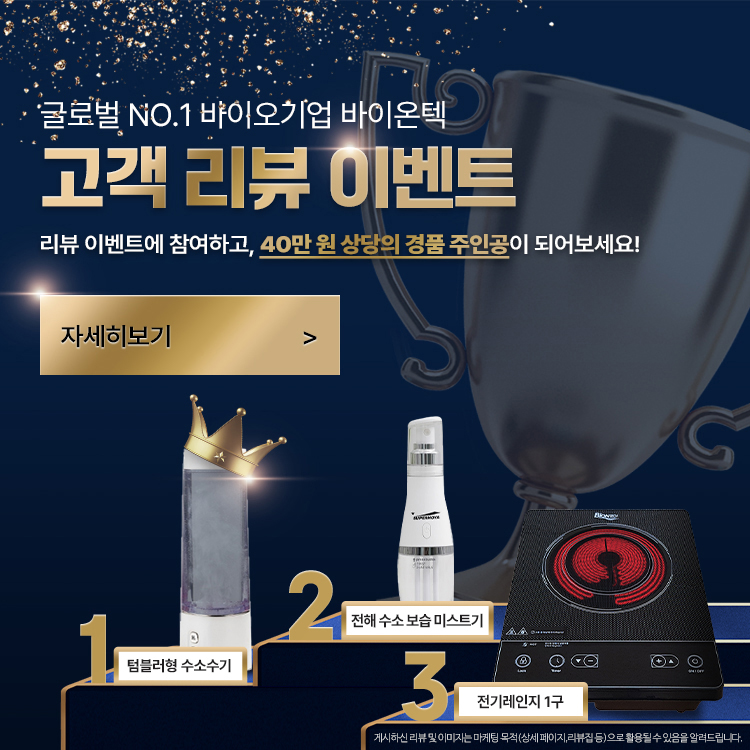 글로벌 NO.1 바이오기업 바이온텍
고객 리뷰 이벤트
리뷰 이벤트에 참여하고, 40만 원 상당의 경품 주인공이 되어보세요!
자세히보기 >
SUPERNOVA
BIONTECH
1
텀블러형 수소수기
2
전해 수소 보습 미스트기
Lock
Timer
ON / OFF
3
전기레인지 1구
게시하신 리뷰 및 이미지는 마케팅 목적(상세 페이지,리뷰집 등)으로 활용될 수 있음을 알려드립니다.